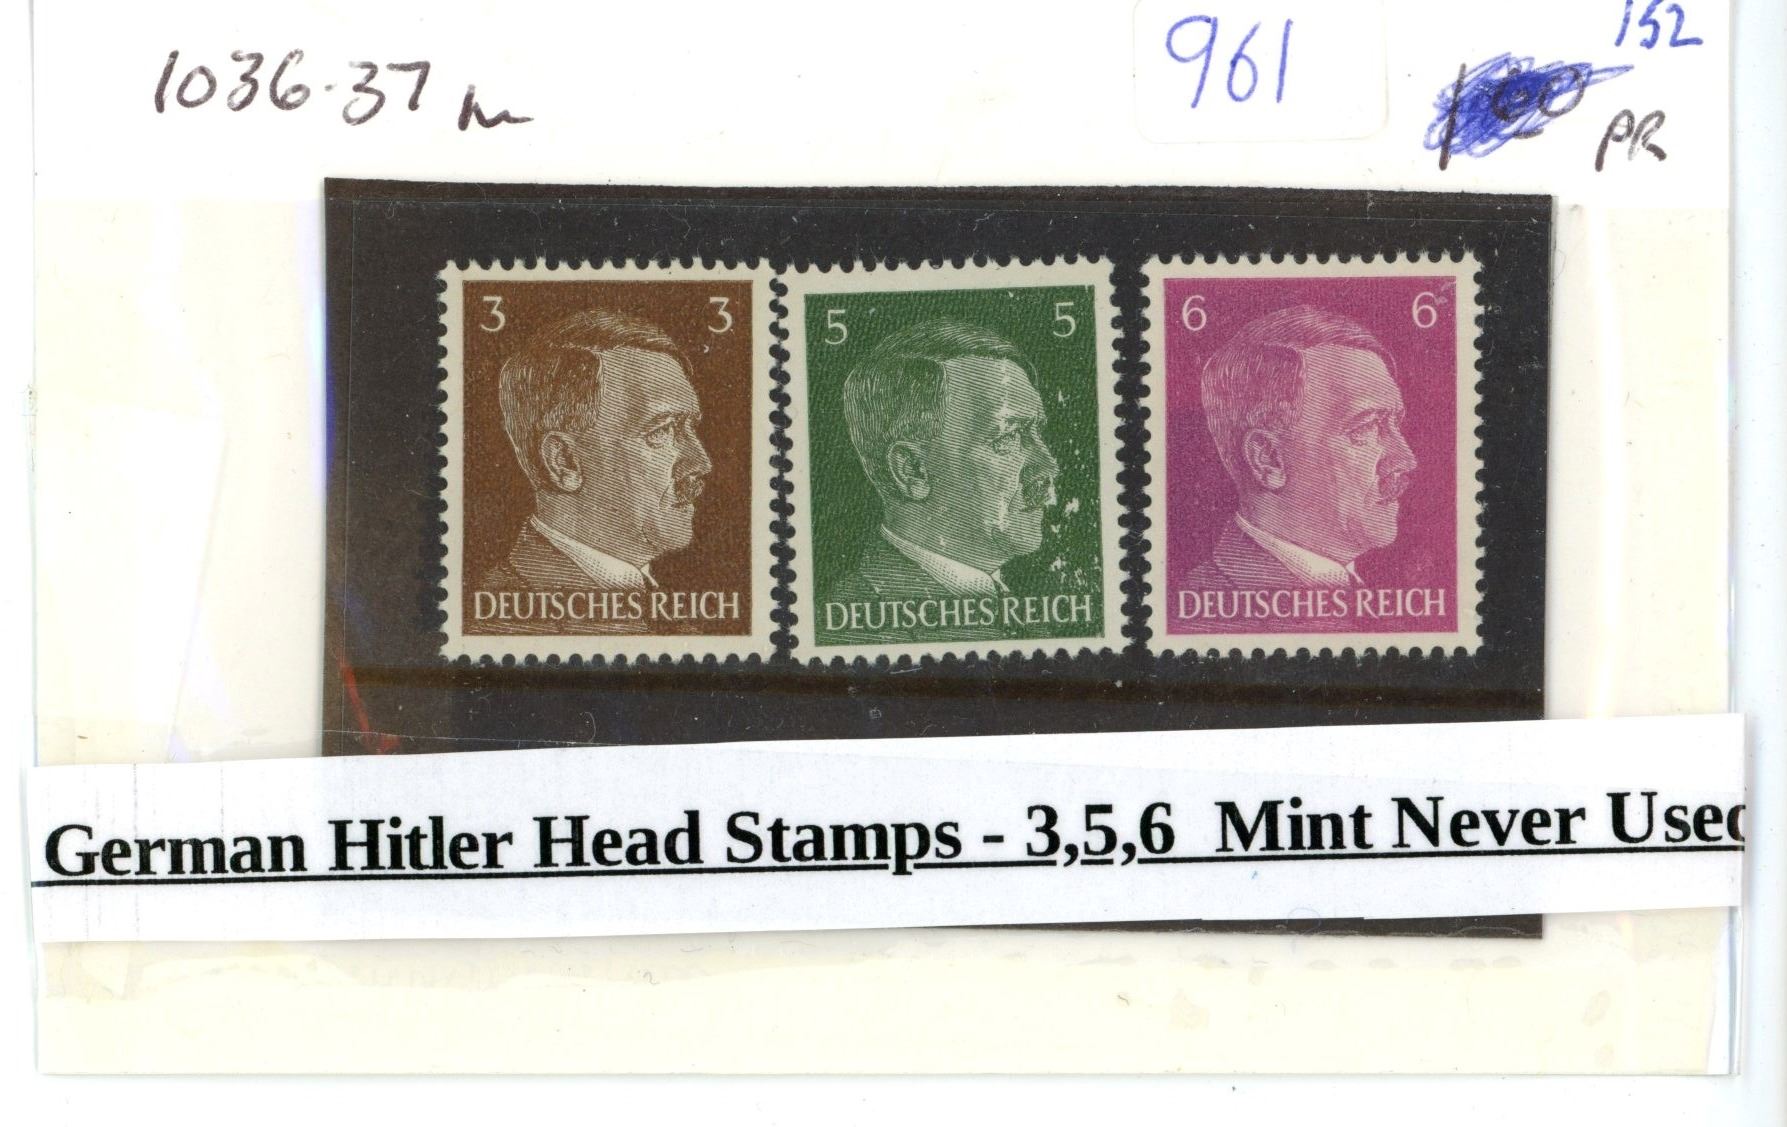 152
1036-37
961
PR
3 3
5 5
6 6
DEUTSCHES REICH
DEUTSCHES REICH
DEUTSCHES REICH
German Hitler Head Stamps - 3,5,6 Mint Never Used